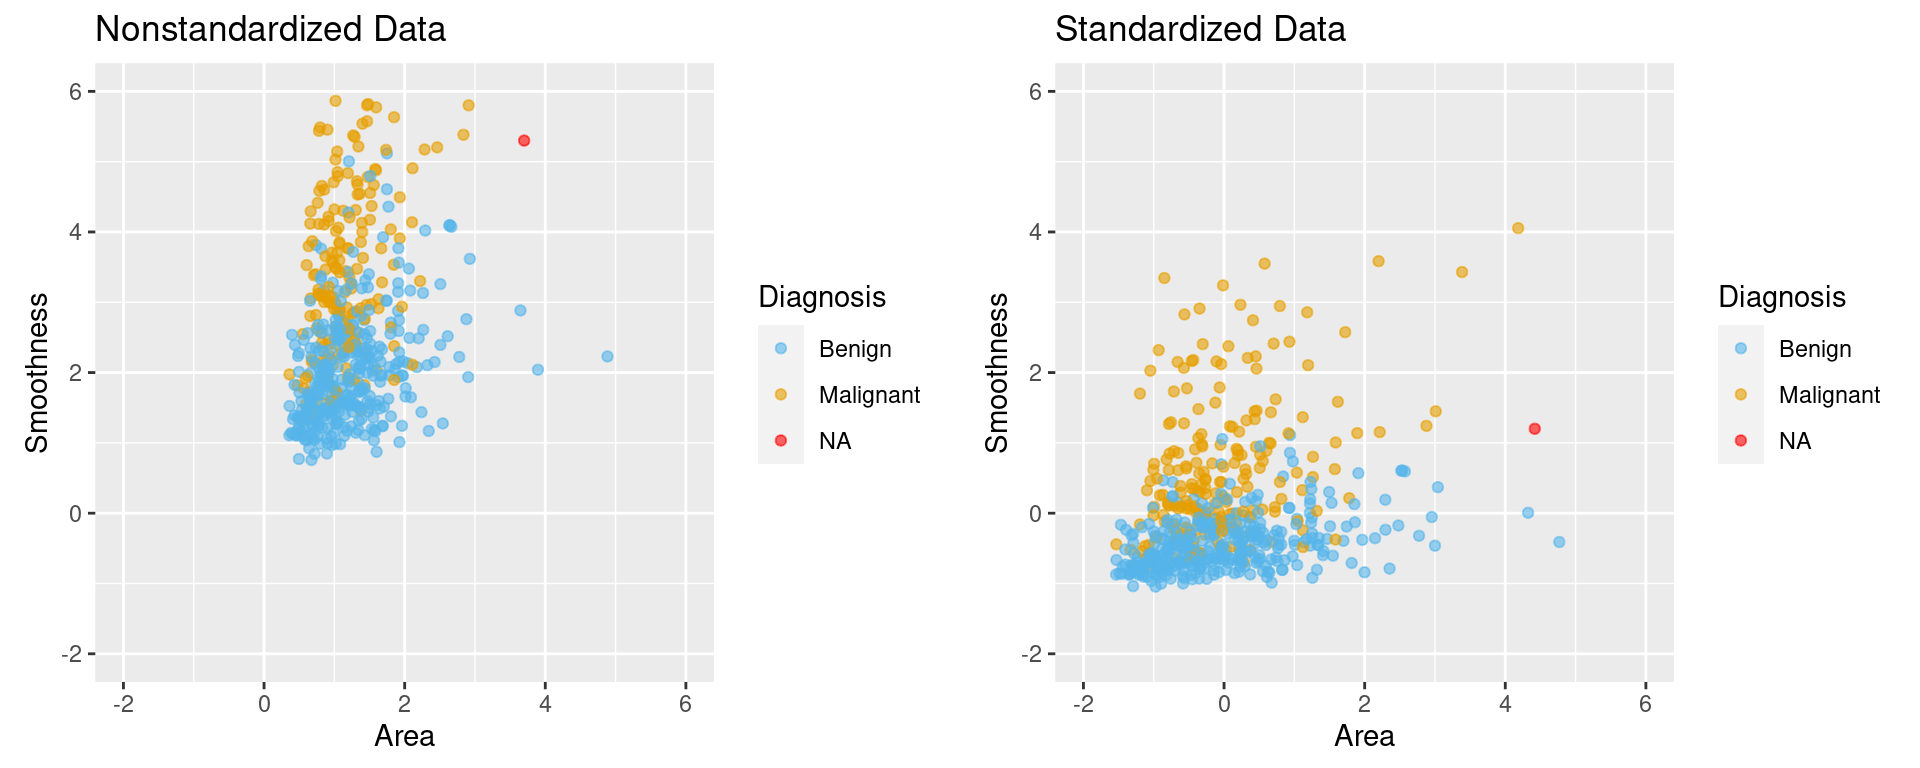 Nonstandardized Data
6
4
2
0
-2
-2
0
2
4
6
Area
Smoothness
Diagnosis
Benign
Malignant
NA
Standardized Data
6
4
2
0
-2
-2
0
2
4
6
Area
Smoothness
Diagnosis
Benign
Malignant
NA